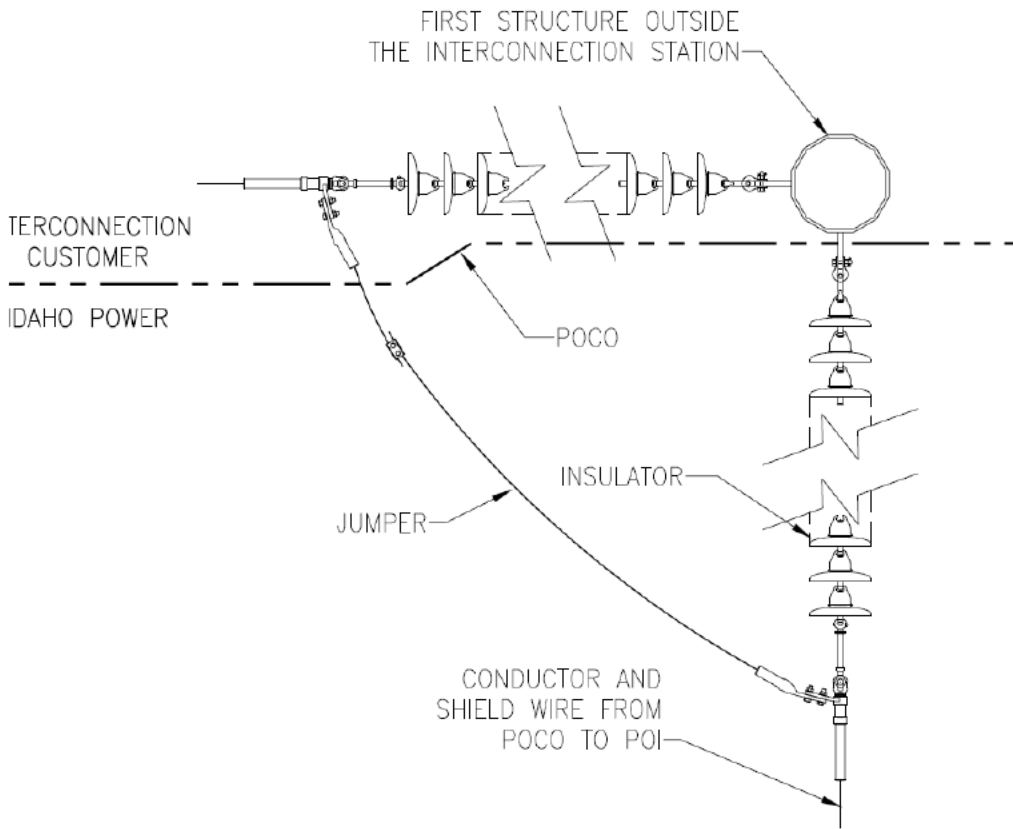 FIRST STRUCTURE OUTSIDE
THE INTERCONNECTION STATION
TERCONNECTION
CUSTOMER
IDAHO POWER
POCO
INSULATOR
JUMPER
CONDUCTOR AND
SHIELD WIRE FROM
POCO TO POI